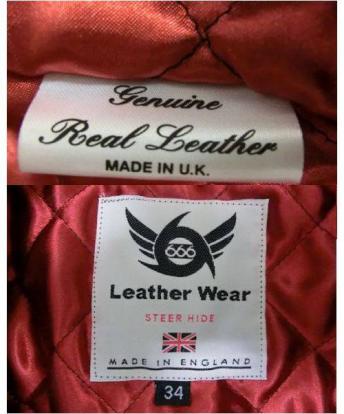 Genuine
Real Leather
MADE IN U.K.
666
Leather Wear
STEER HIDE
MADE IN ENGLAND
34